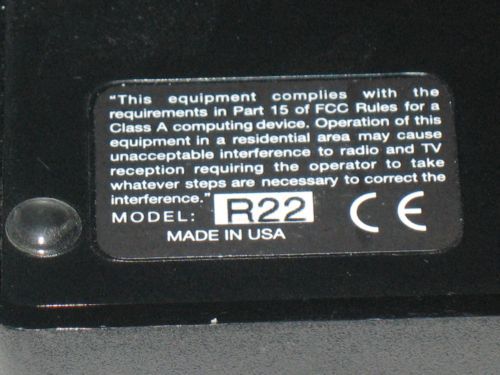 "This equipment complies with the
requirements in Part 15 of FCC Rules for a
Class A computing device. Operation of this
equipment in a residential area may cause
unacceptable interference to radio and TV
reception requiring the operator to take
whatever steps are necessary to correct the
interference."
MODEL: R22 CE
MADE IN USA